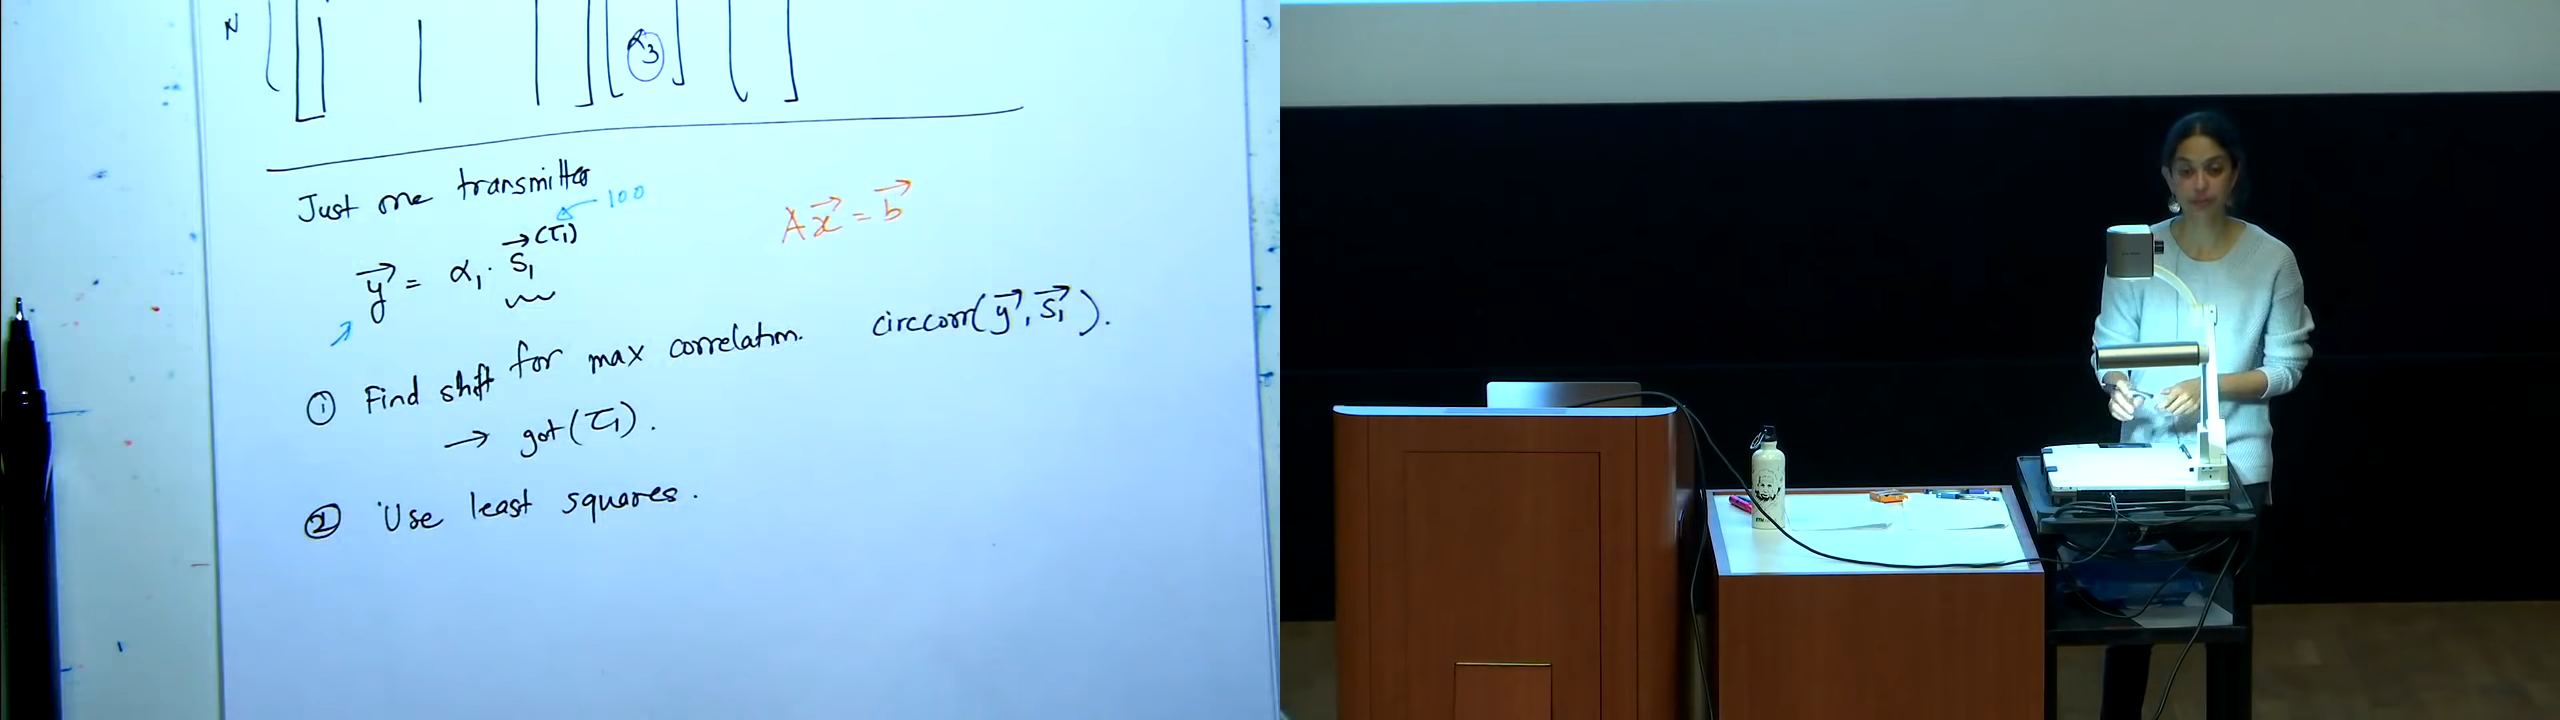 N
α₃
Just one transmitter
100
y⃗ = α₁ · s⃗₁^(τ₁)
Ax⃗ = b⃗
① Find shift for max correlation. circcorr(y⃗, s⃗₁).
→ got (τ₁).
② Use least squares.